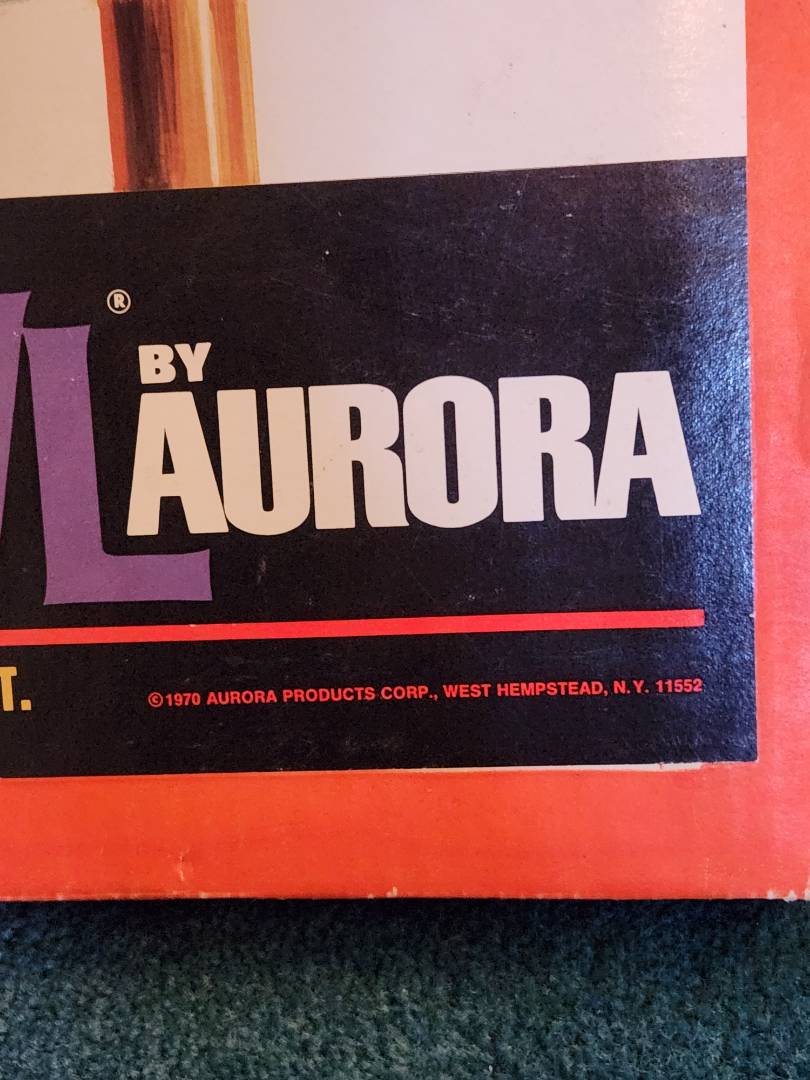 L®
BY
AURORA
T.
©1970 AURORA PRODUCTS CORP., WEST HEMPSTEAD, N.Y. 11552